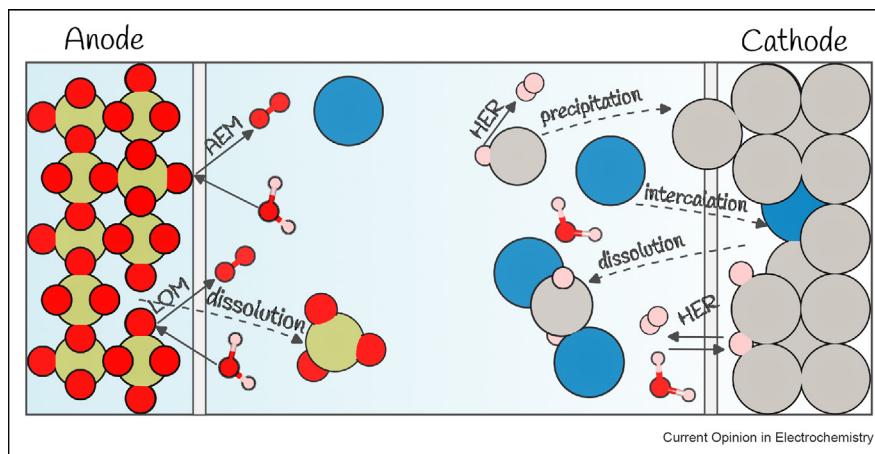 Anode
Cathode
AEM
HER
precipitation
intercalation
dissolution
LOM
dissolution
HER
Current Opinion in Electrochemistry